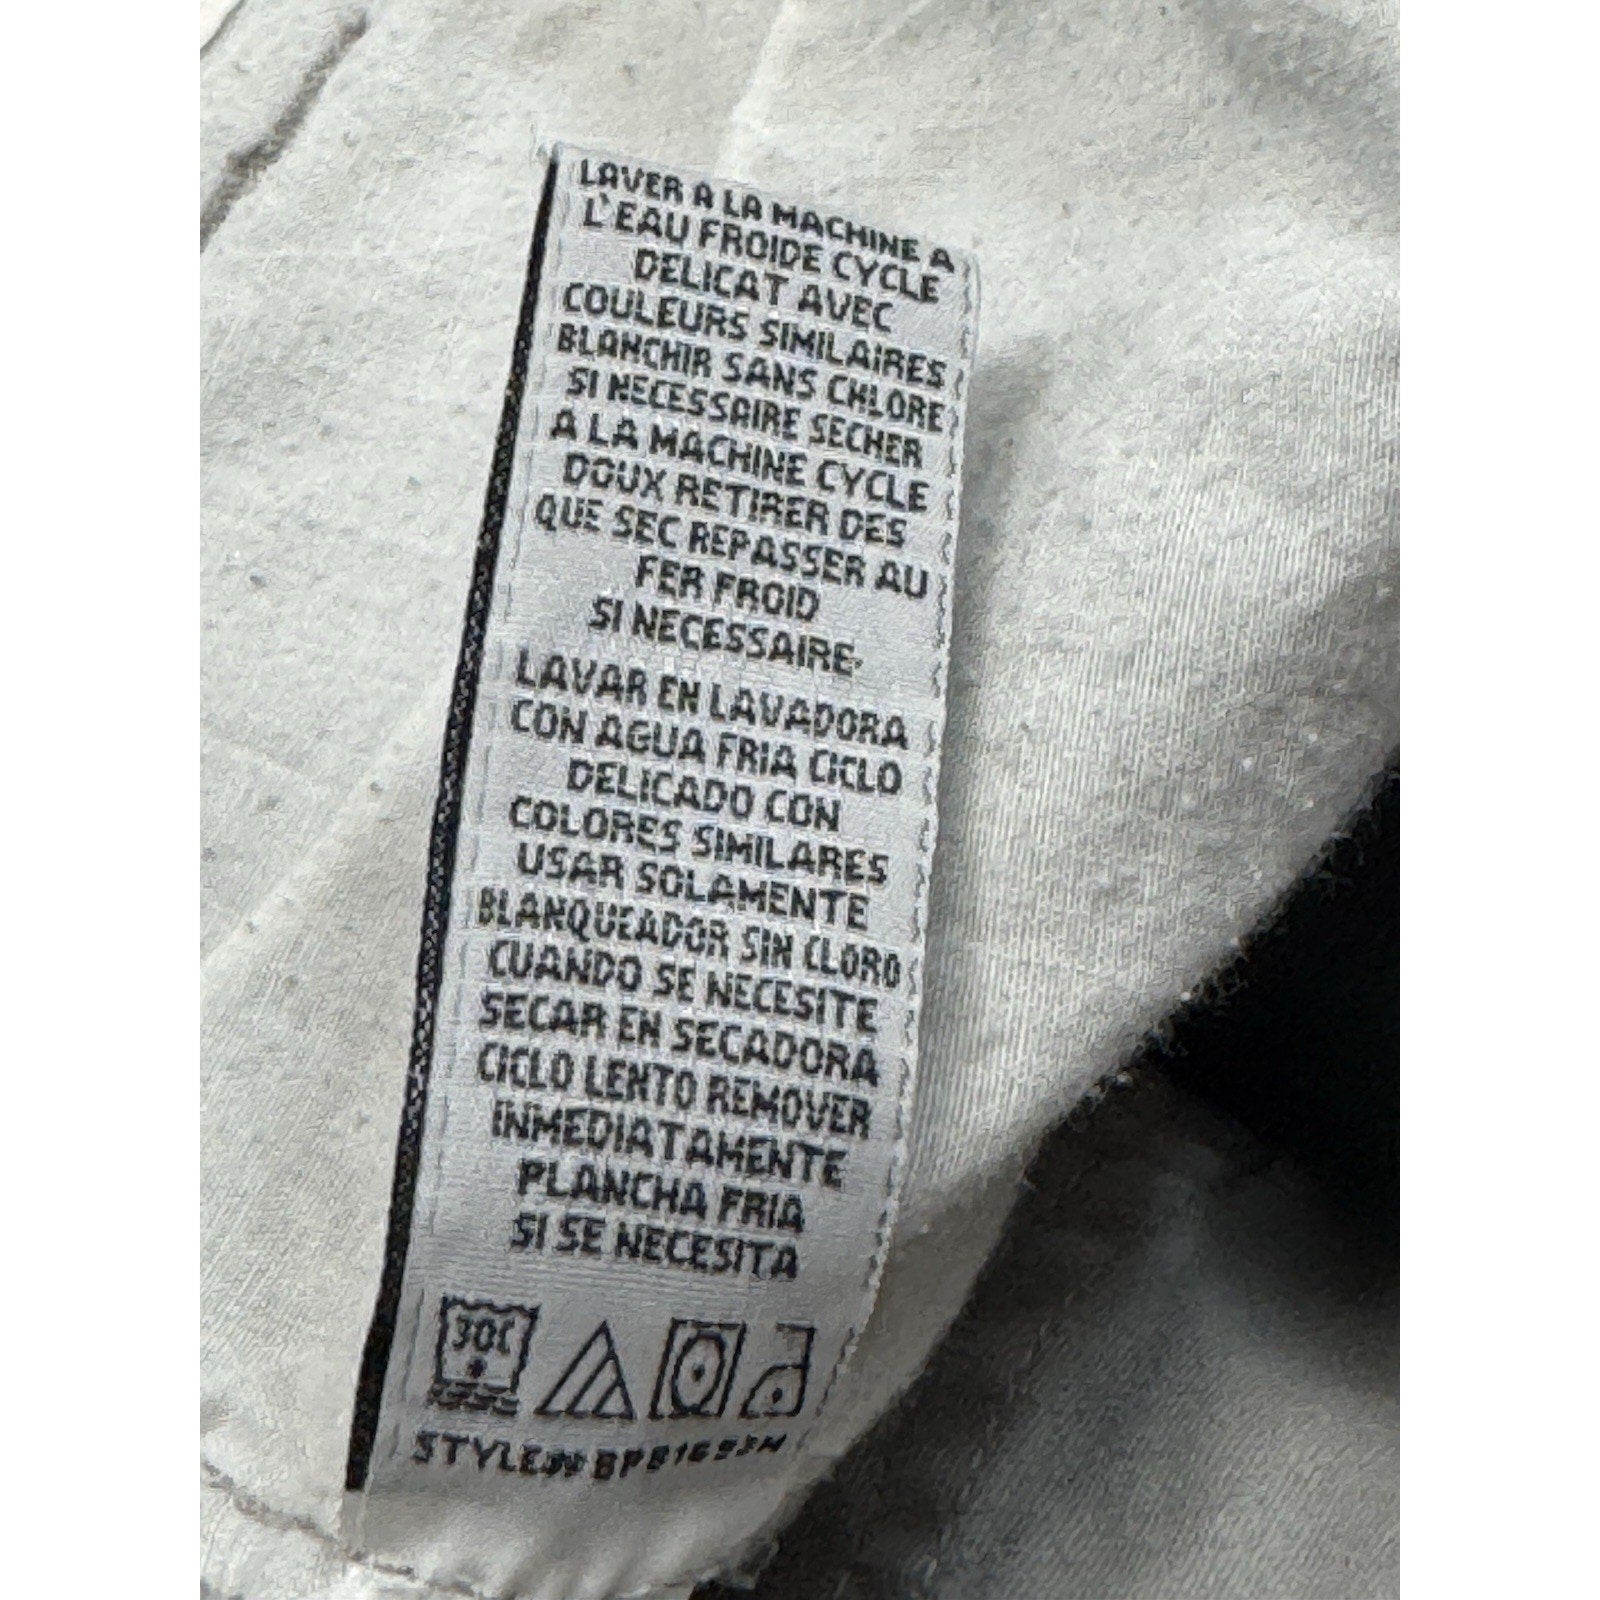 LAVER A LA MACHINE A
L'EAU FROIDE CYCLE
DELICAT AVEC
COULEURS SIMILAIRES
BLANCHIR SANS CHLORE
SI NECESSAIRE SECHER
A LA MACHINE CYCLE
DOUX RETIRER DES
QUE SEC REPASSER AU
FER FROID
SI NECESSAIRE.
LAVAR EN LAVADORA
CON AGUA FRIA CICLO
DELICADO CON
COLORES SIMILARES
USAR SOLAMENTE
BLANQUEADOR SIN CLORO
CUANDO SE NECESITE
SECAR EN SECADORA
CICLO LENTO REMOVER
INMEDIATAMENTE
PLANCHA FRIA
SI SE NECESITA
30C
STYLE#